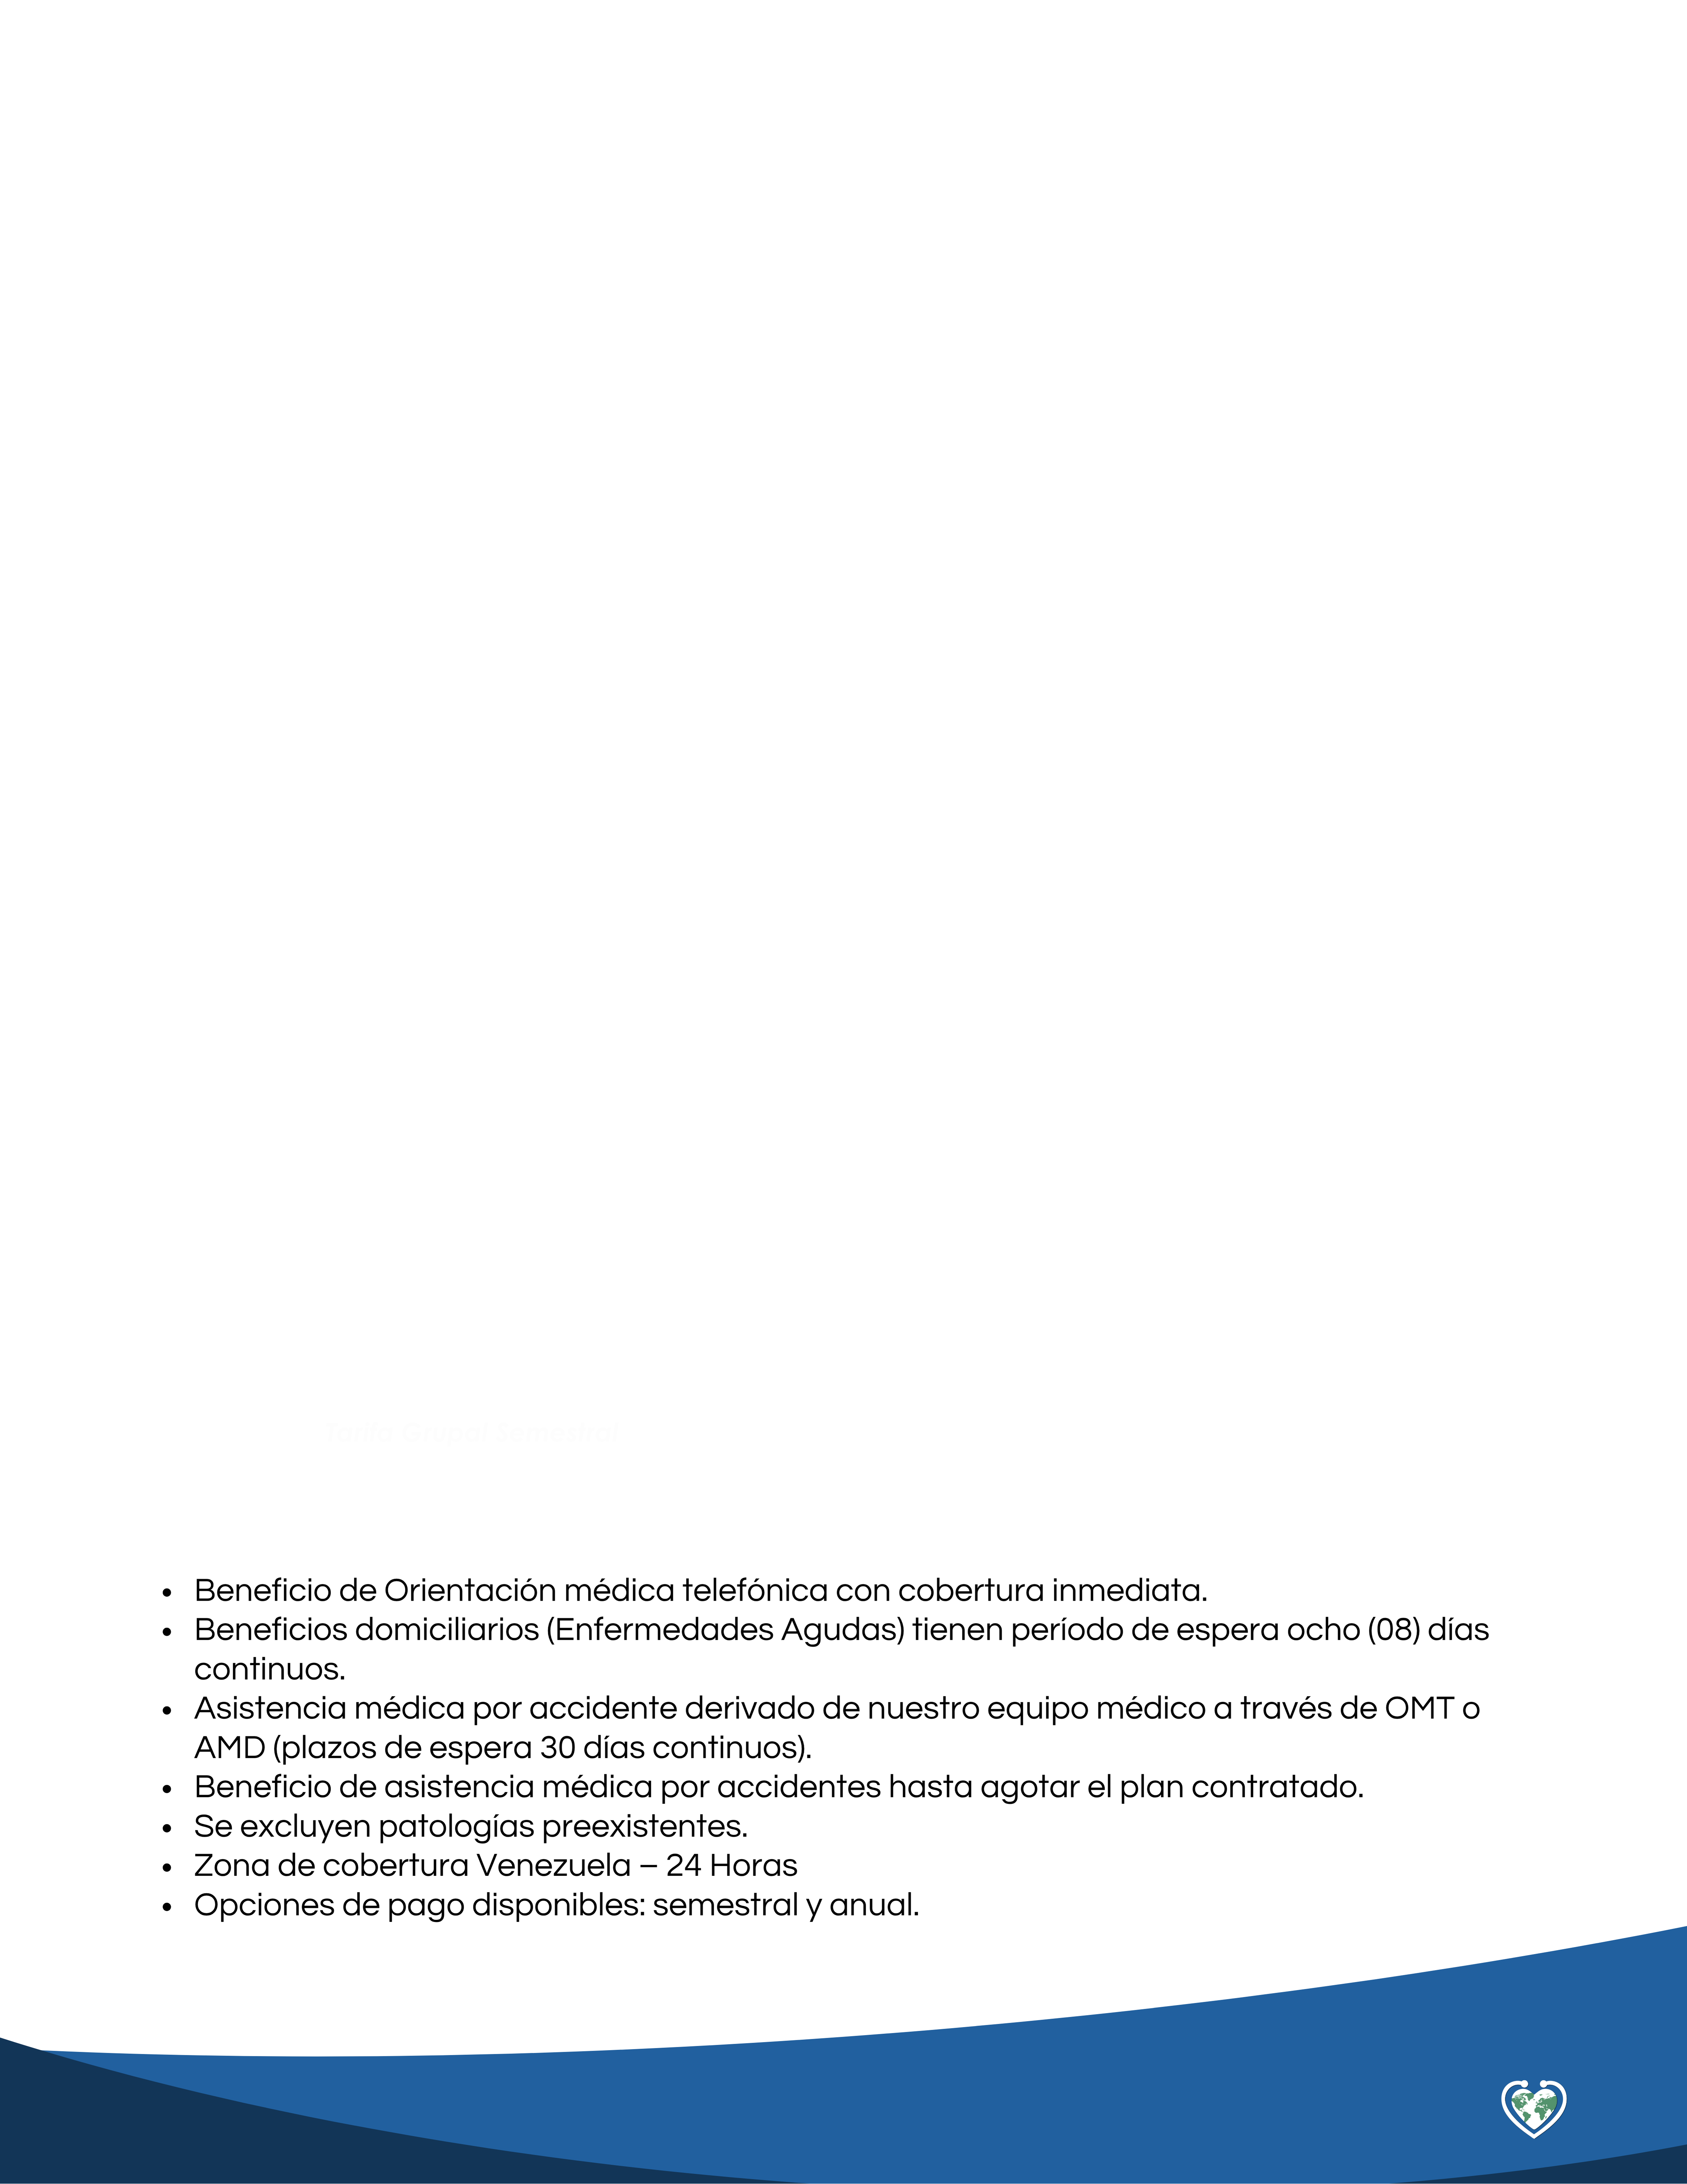 • Beneficio de Orientación médica telefónica con cobertura inmediata.
• Beneficios domiciliarios (Enfermedades Agudas) tienen período de espera ocho (08) días
continuos.
• Asistencia médica por accidente derivado de nuestro equipo médico a través de OMT o
AMD (plazos de espera 30 días continuos).
• Beneficio de asistencia médica por accidentes hasta agotar el plan contratado.
• Se excluyen patologías preexistentes.
• Zona de cobertura Venezuela – 24 Horas
• Opciones de pago disponibles: semestral y anual.